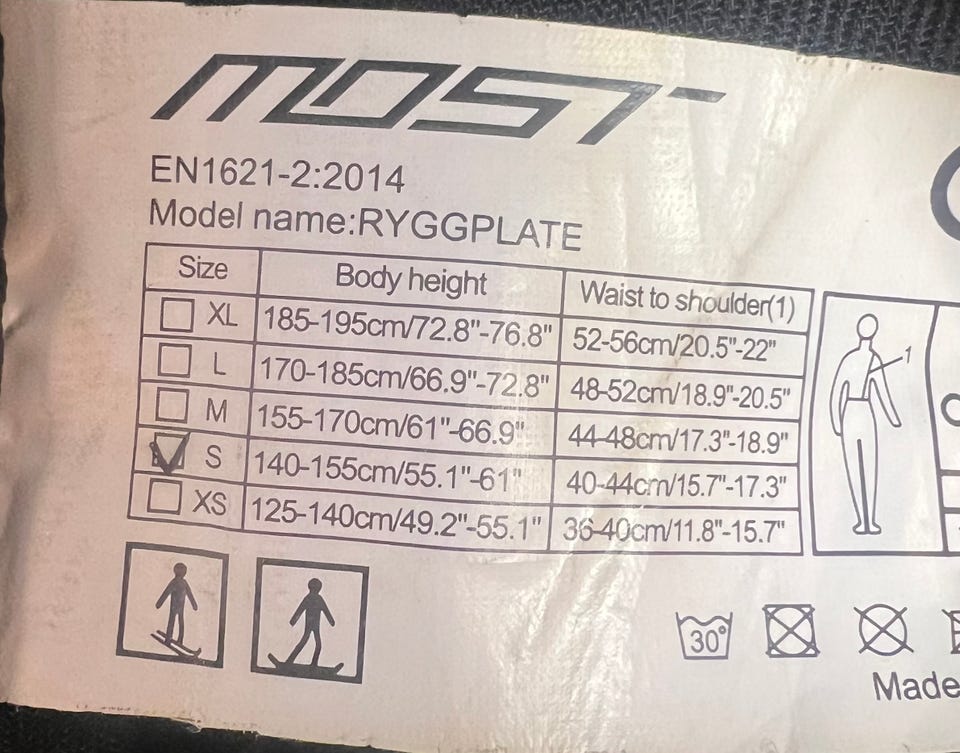 MOST
EN1621-2:2014
Model name:RYGGPLATE
Size Body height Waist to shoulder(1)
XL 185-195cm/72.8"-76.8" 52-56cm/20.5"-22"
L 170-185cm/66.9"-72.8" 48-52cm/18.9"-20.5"
M 155-170cm/61"-66.9" 44-48cm/17.3"-18.9"
S 140-155cm/55.1"-61" 40-44cm/15.7"-17.3"
XS 125-140cm/49.2"-55.1" 36-40cm/11.8"-15.7"
1
30°
Made